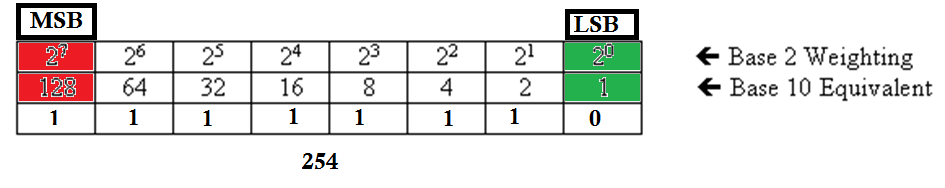 MSB LSB
2⁷ 2⁶ 2⁵ 2⁴ 2³ 2² 2¹ 2⁰ ← Base 2 Weighting
128 64 32 16 8 4 2 1 ← Base 10 Equivalent
1 1 1 1 1 1 1 0
254